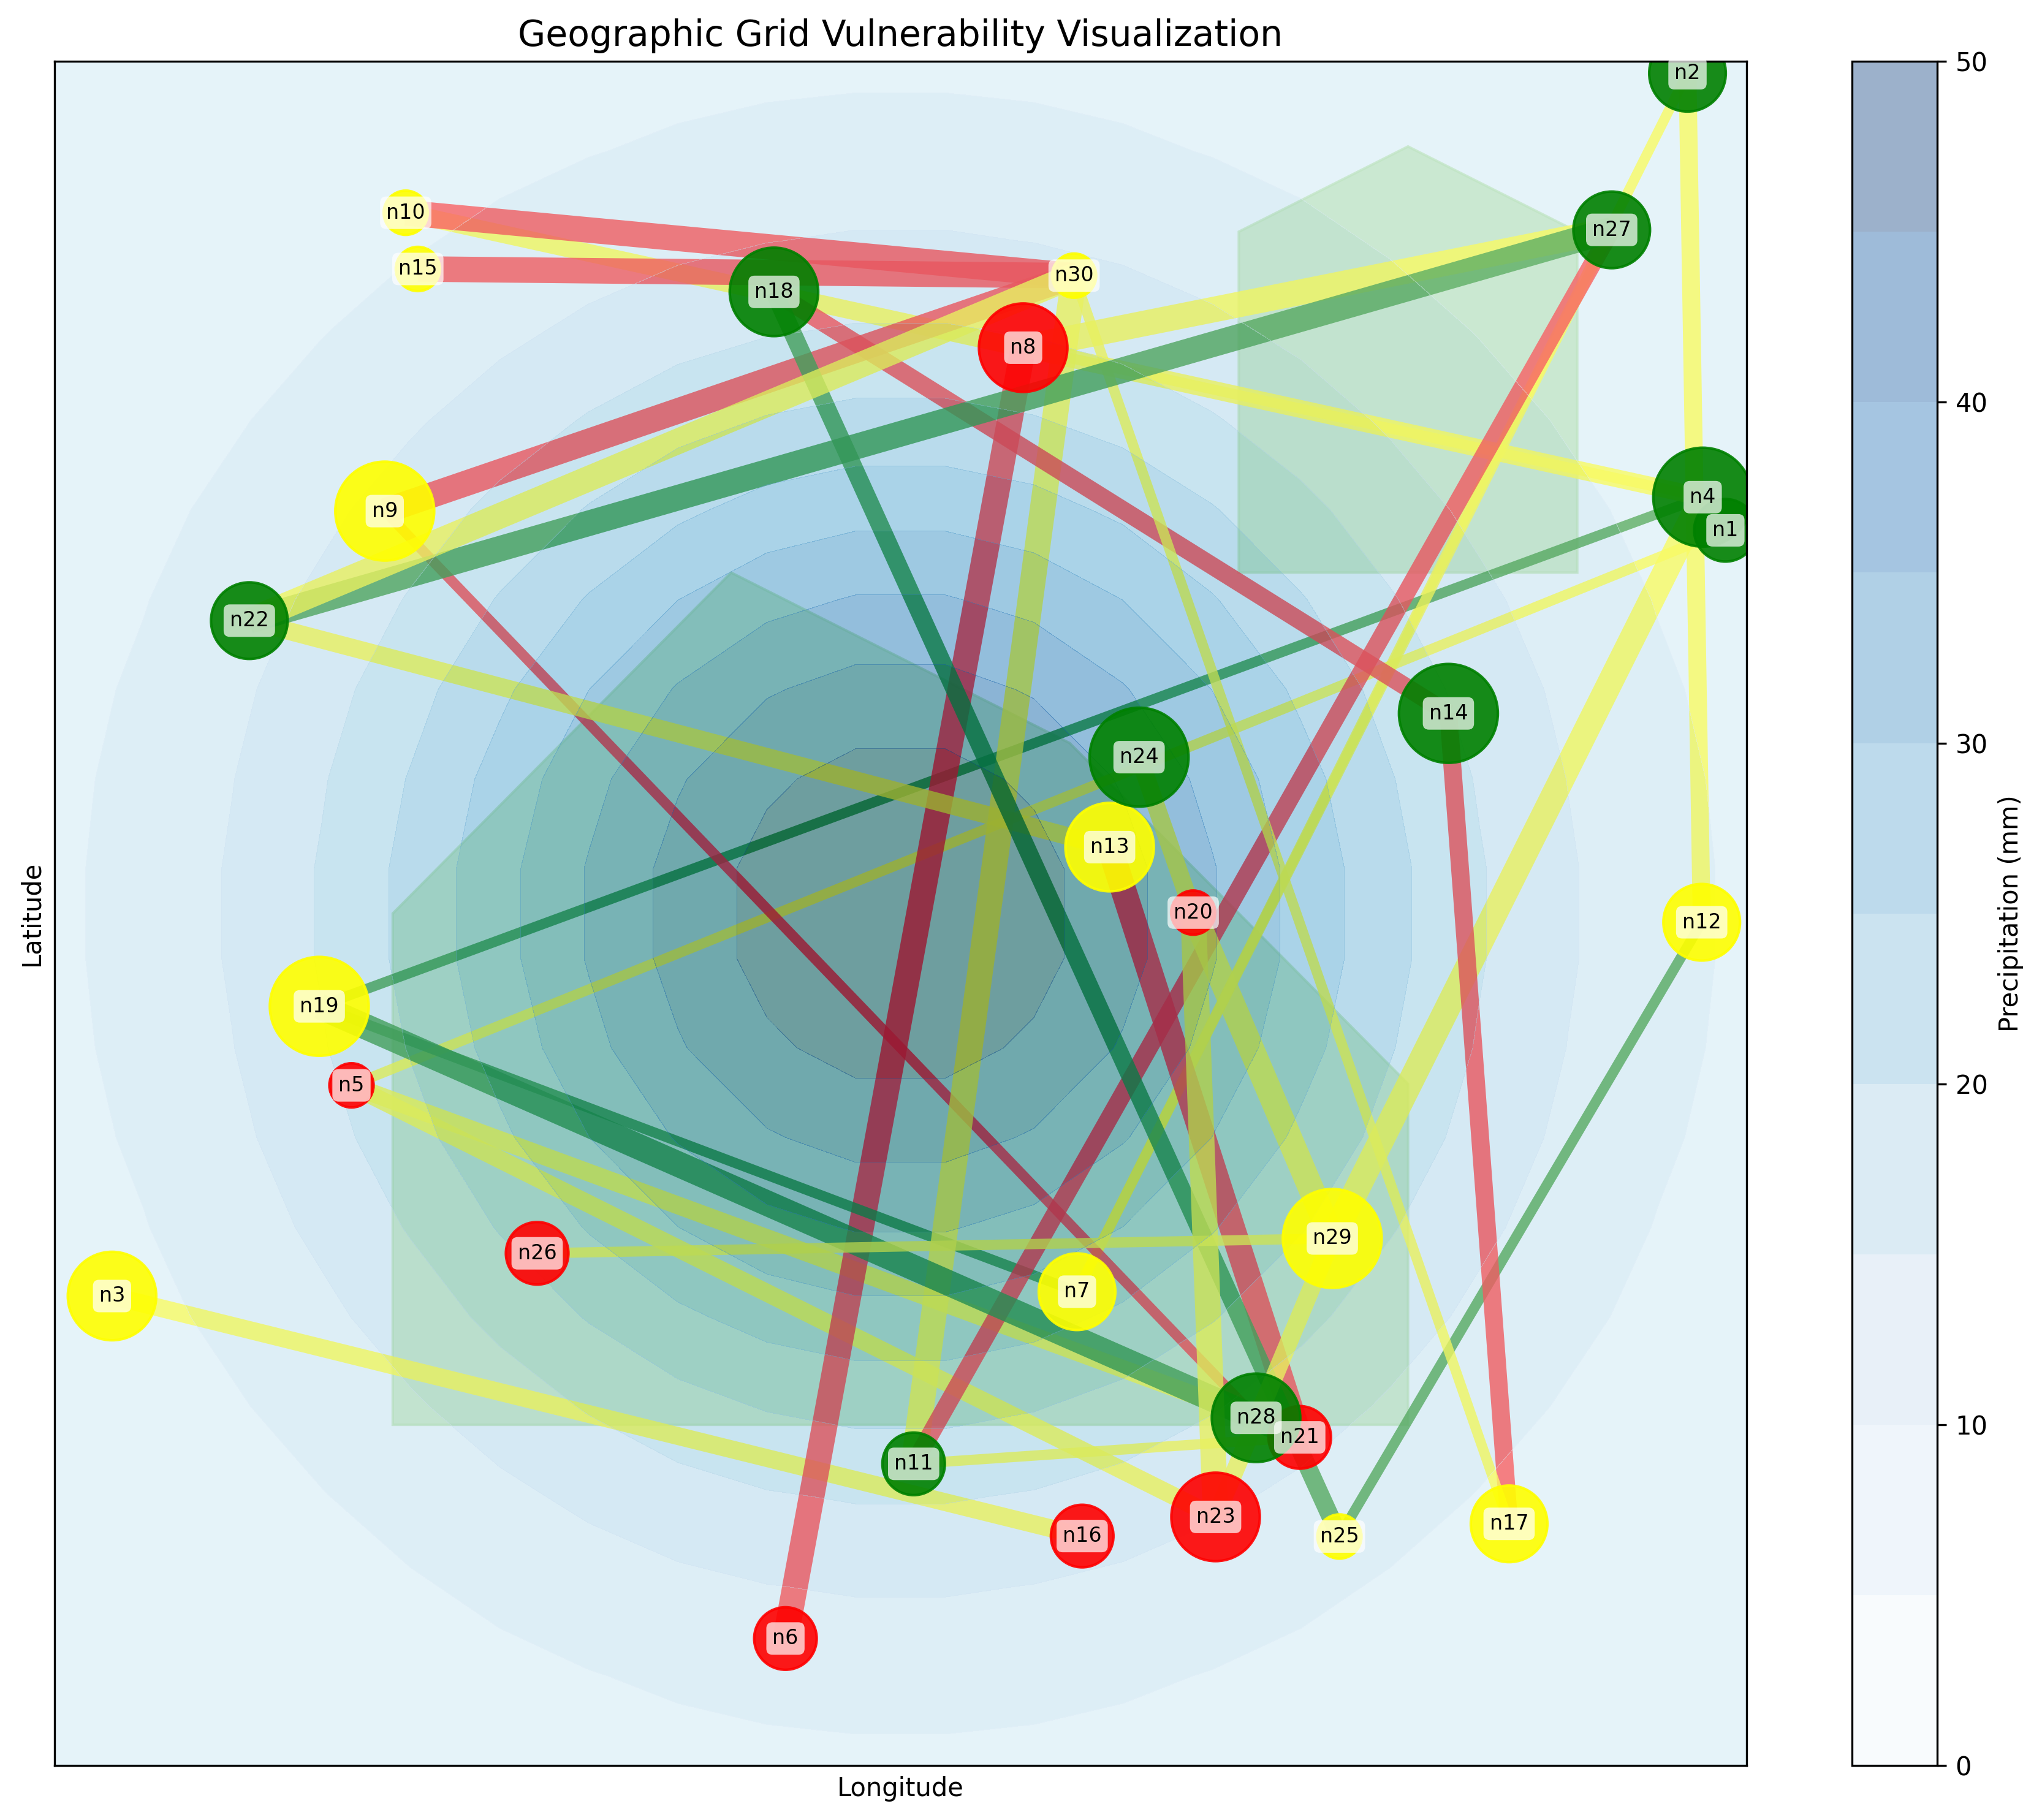 Geographic Grid Vulnerability Visualization
n2
n10
n27
n15
n30
n18
n8
n4
n9
n1
n22
n14
n24
n13
n20
n12
n19
n5
n29
n26
n7
n3
n28
n21
n11
n23
n17
n16
n25
n6
Latitude
Longitude
50
40
30
20
10
0
Precipitation (mm)